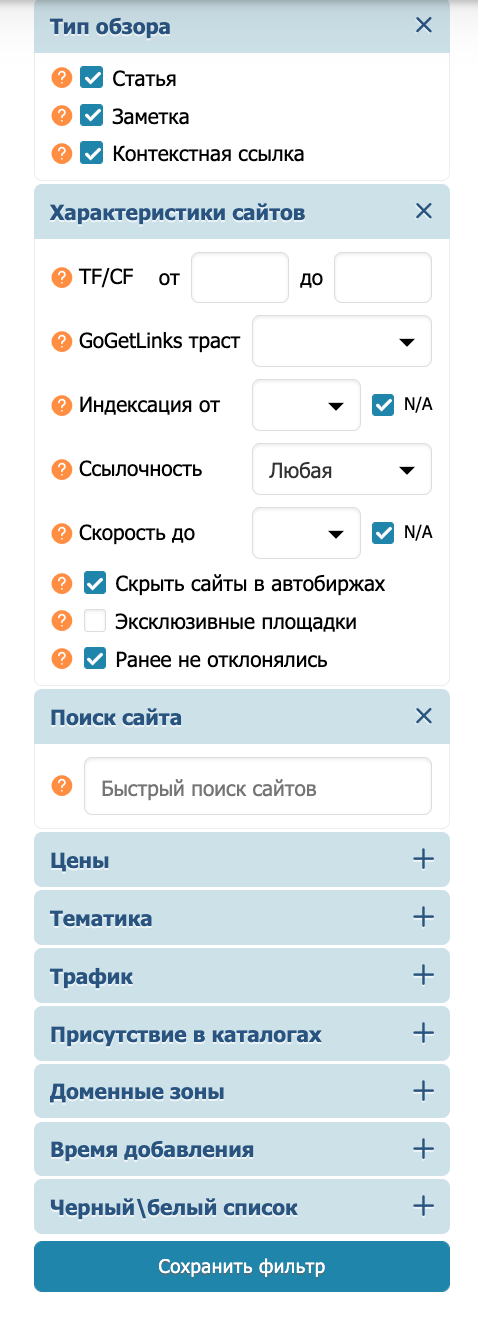 Тип обзора
? Статья
? Заметка
? Контекстная ссылка
Характеристики сайтов
? TF/CF от до
? GoGetLinks траст
? Индексация от N/A
? Ссылочность Любая
? Скорость до N/A
? Скрыть сайты в автобиржах
? Эксклюзивные площадки
? Ранее не отклонялись
Поиск сайта
? Быстрый поиск сайтов
Цены
Тематика
Трафик
Присутствие в каталогах
Доменные зоны
Время добавления
Черный\белый список
Сохранить фильтр